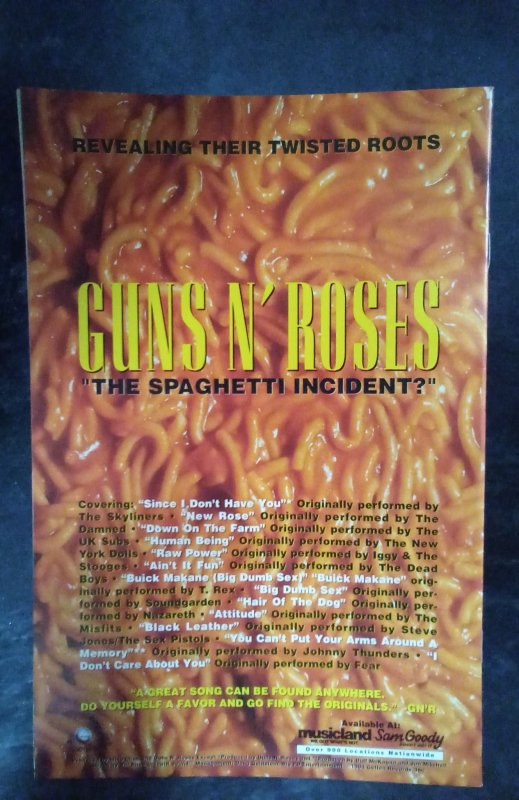 REVEALING THEIR TWISTED ROOTS
GUNS N' ROSES
"THE SPAGHETTI INCIDENT?"
Covering: "Since I Don't Have You"* Originally performed by
The Skyliners • "New Rose" Originally performed by The
Damned • "Down On The Farm" Originally performed by The
UK Subs • "Human Being" Originally performed by The New
York Dolls • "Raw Power" Originally performed by Iggy & The
Stooges • "Ain't It Fun" Originally performed by The Dead
Boys • "Buick Makane (Big Dumb Sex)" "Buick Makane" orig-
inally performed by T. Rex • "Big Dumb Sex" Originally per-
formed by Soundgarden • "Hair Of The Dog" Originally per-
formed by Nazareth • "Attitude" Originally performed by The
Misfits • "Black Leather" Originally performed by Steve
Jones/The Sex Pistols • "You Can't Put Your Arms Around A
Memory"** Originally performed by Johnny Thunders • "I
Don't Care About You" Originally performed by Fear
"A GREAT SONG CAN BE FOUND ANYWHERE.
DO YOURSELF A FAVOR AND GO FIND THE ORIGINALS." -GN'R
Available At:
musicland Sam Goody
WE GOT WHAT'S HOT GOODY GOT IT
Over 900 Locations Nationwide